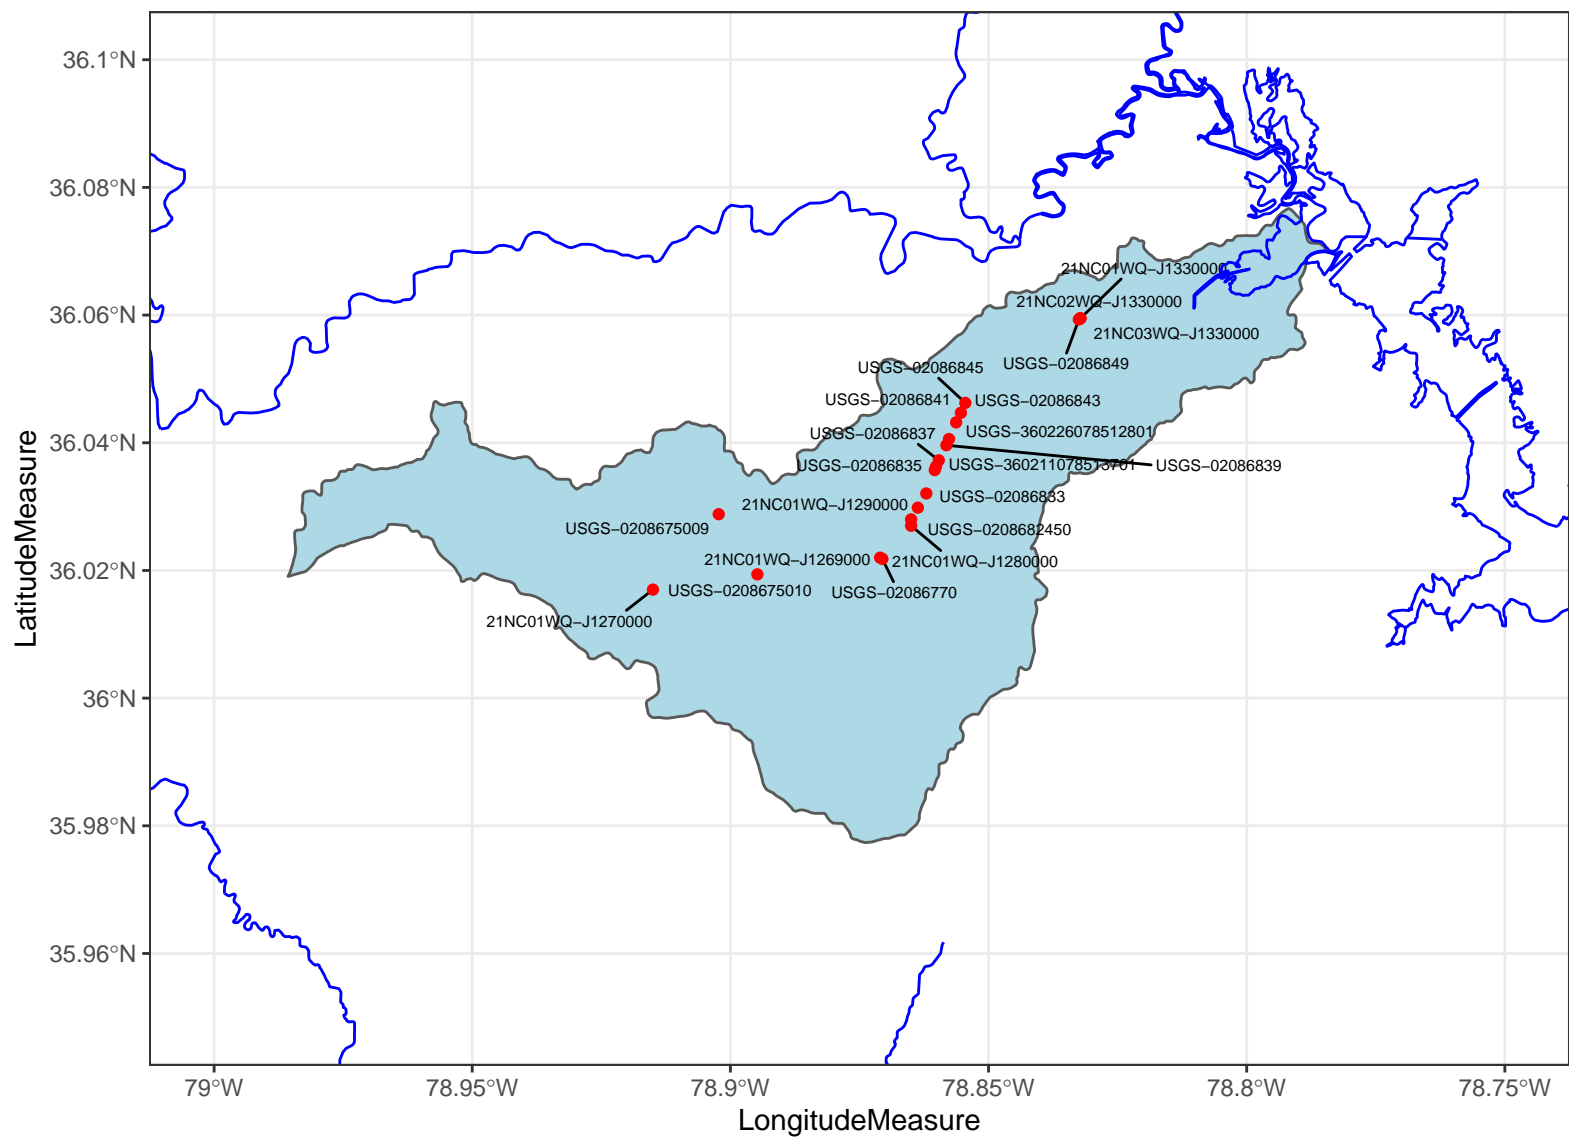 36.1°N
36.08°N
36.06°N
36.04°N
36.02°N
36°N
35.98°N
35.96°N
LatitudeMeasure
21NC01WQ−J1330000
21NC02WQ−J1330000
21NC03WQ−J1330000
USGS−02086849
USGS−02086845
USGS−02086841
USGS−02086843
USGS−02086837
USGS−360226078512801
USGS−02086835
USGS−360211078513701
USGS−02086839
21NC01WQ−J1290000
USGS−02086833
USGS−0208675009
USGS−0208682450
21NC01WQ−J1269000
21NC01WQ−J1280000
USGS−0208675010
USGS−02086770
21NC01WQ−J1270000
79°W
78.95°W
78.9°W
78.85°W
78.8°W
78.75°W
LongitudeMeasure